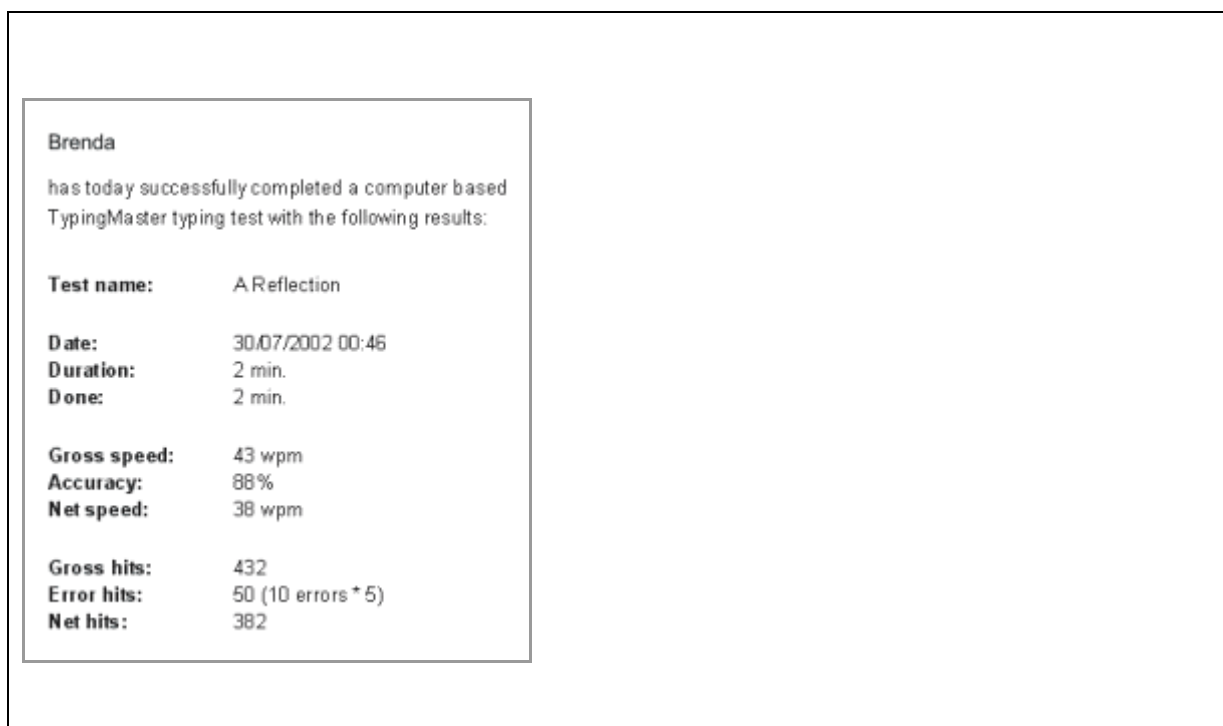 Brenda
has today successfully completed a computer based
TypingMaster typing test with the following results:
Test name: A Reflection
Date: 30/07/2002 00:46
Duration: 2 min.
Done: 2 min.
Gross speed: 43 wpm
Accuracy: 88%
Net speed: 38 wpm
Gross hits: 432
Error hits: 50 (10 errors * 5)
Net hits: 382